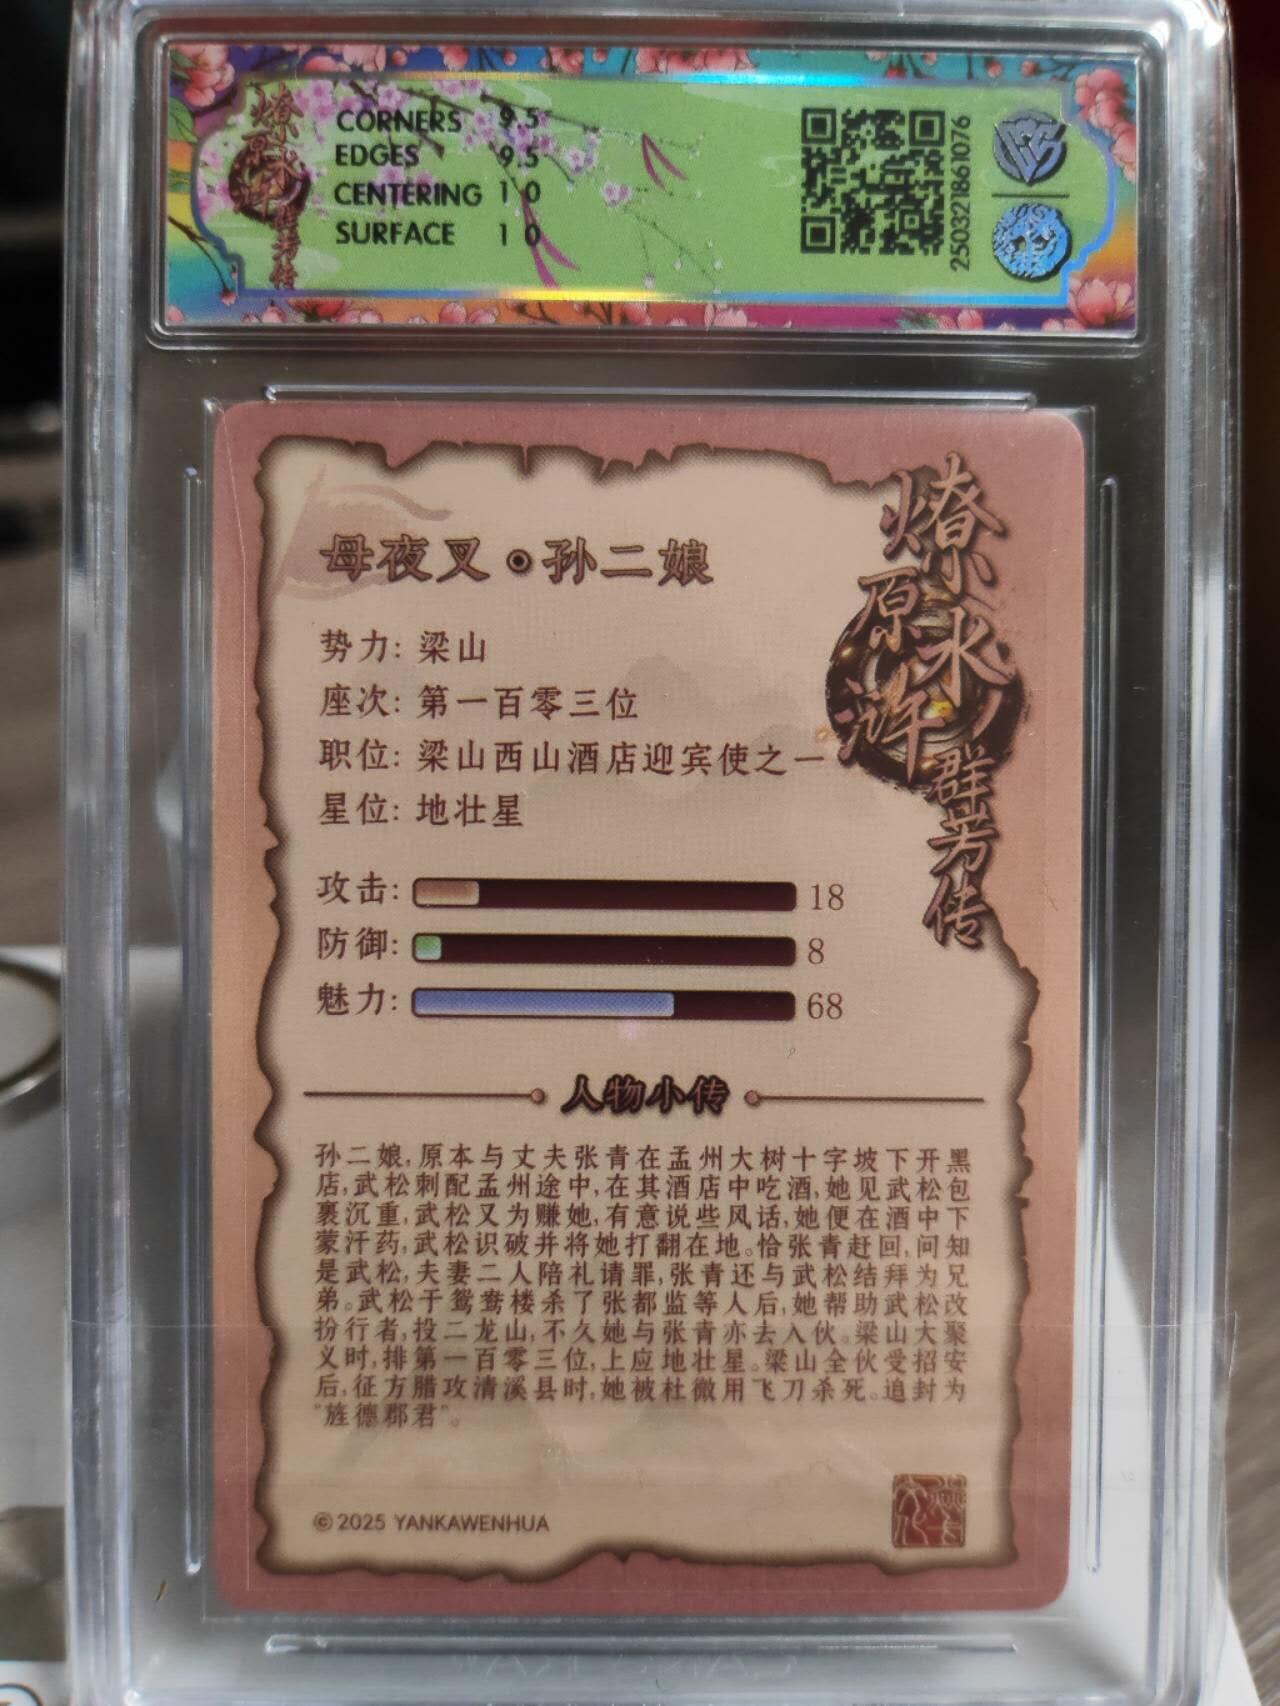 燎原水浒群芳传
CORNERS 9.5
EDGES 9.5
CENTERING 10
SURFACE 10
2503221861076
燎原水浒群芳传
母夜叉·孙二娘
势力: 梁山
座次: 第一百零三位
职位: 梁山西山酒店迎宾使之一
星位: 地壮星
攻击: 18
防御: 8
魅力: 68
人物小传
孙二娘,原本与丈夫张青在孟州大树十字坡下开黑
店,武松刺配孟州途中,在其酒店中吃酒,她见武松包
裹沉重,武松又为赚她,有意说些风话,她便在酒中下
蒙汗药,武松识破并将她打翻在地。恰张青赶回,问知
是武松,夫妻二人陪礼请罪,张青还与武松结拜为兄
弟。武松于鸳鸯楼杀了张都监等人后,她帮助武松改
扮行者,投二龙山,不久她与张青亦去入伙。梁山大聚
义时,排第一百零三位,上应地壮星。梁山全伙受招安
后,征方腊攻清溪县时,她被杜微用飞刀杀死。追封为
“旌德郡君”。
©2025 YANKAWENHUA